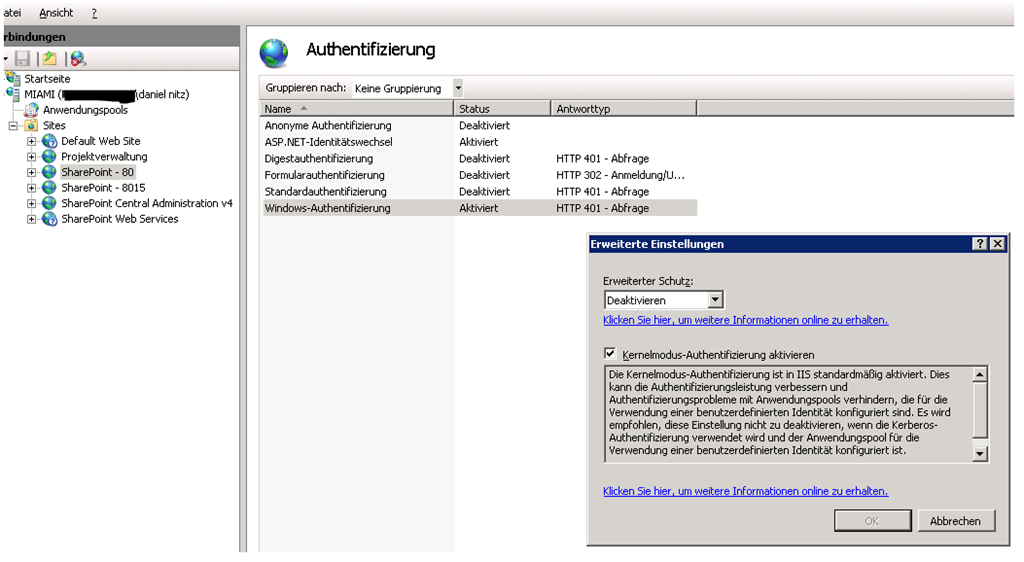 atei Ansicht ?
rbindungen
Startseite
MIAMI ( \daniel nitz)
Anwendungspools
Sites
Default Web Site
Projektverwaltung
SharePoint - 80
SharePoint - 8015
SharePoint Central Administration v4
SharePoint Web Services
Authentifizierung
Gruppieren nach: Keine Gruppierung
Name Status Antworttyp
Anonyme Authentifizierung Deaktiviert
ASP.NET-Identitätswechsel Aktiviert
Digestauthentifizierung Deaktiviert HTTP 401 - Abfrage
Formularauthentifizierung Deaktiviert HTTP 302 - Anmeldung/U...
Standardauthentifizierung Deaktiviert HTTP 401 - Abfrage
Windows-Authentifizierung Aktiviert HTTP 401 - Abfrage
Erweiterte Einstellungen
Erweiterter Schutz:
Deaktivieren
Klicken Sie hier, um weitere Informationen online zu erhalten.
Kernelmodus-Authentifizierung aktivieren
Die Kernelmodus-Authentifizierung ist in IIS standardmäßig aktiviert. Dies
kann die Authentifizierungsleistung verbessern und
Authentifizierungsprobleme mit Anwendungspools verhindern, die für die
Verwendung einer benutzerdefinierten Identität konfiguriert sind. Es wird
empfohlen, diese Einstellung nicht zu deaktivieren, wenn die Kerberos-
Authentifizierung verwendet wird und der Anwendungspool für die
Verwendung einer benutzerdefinierten Identität konfiguriert ist.
Klicken Sie hier, um weitere Informationen online zu erhalten.
OK Abbrechen